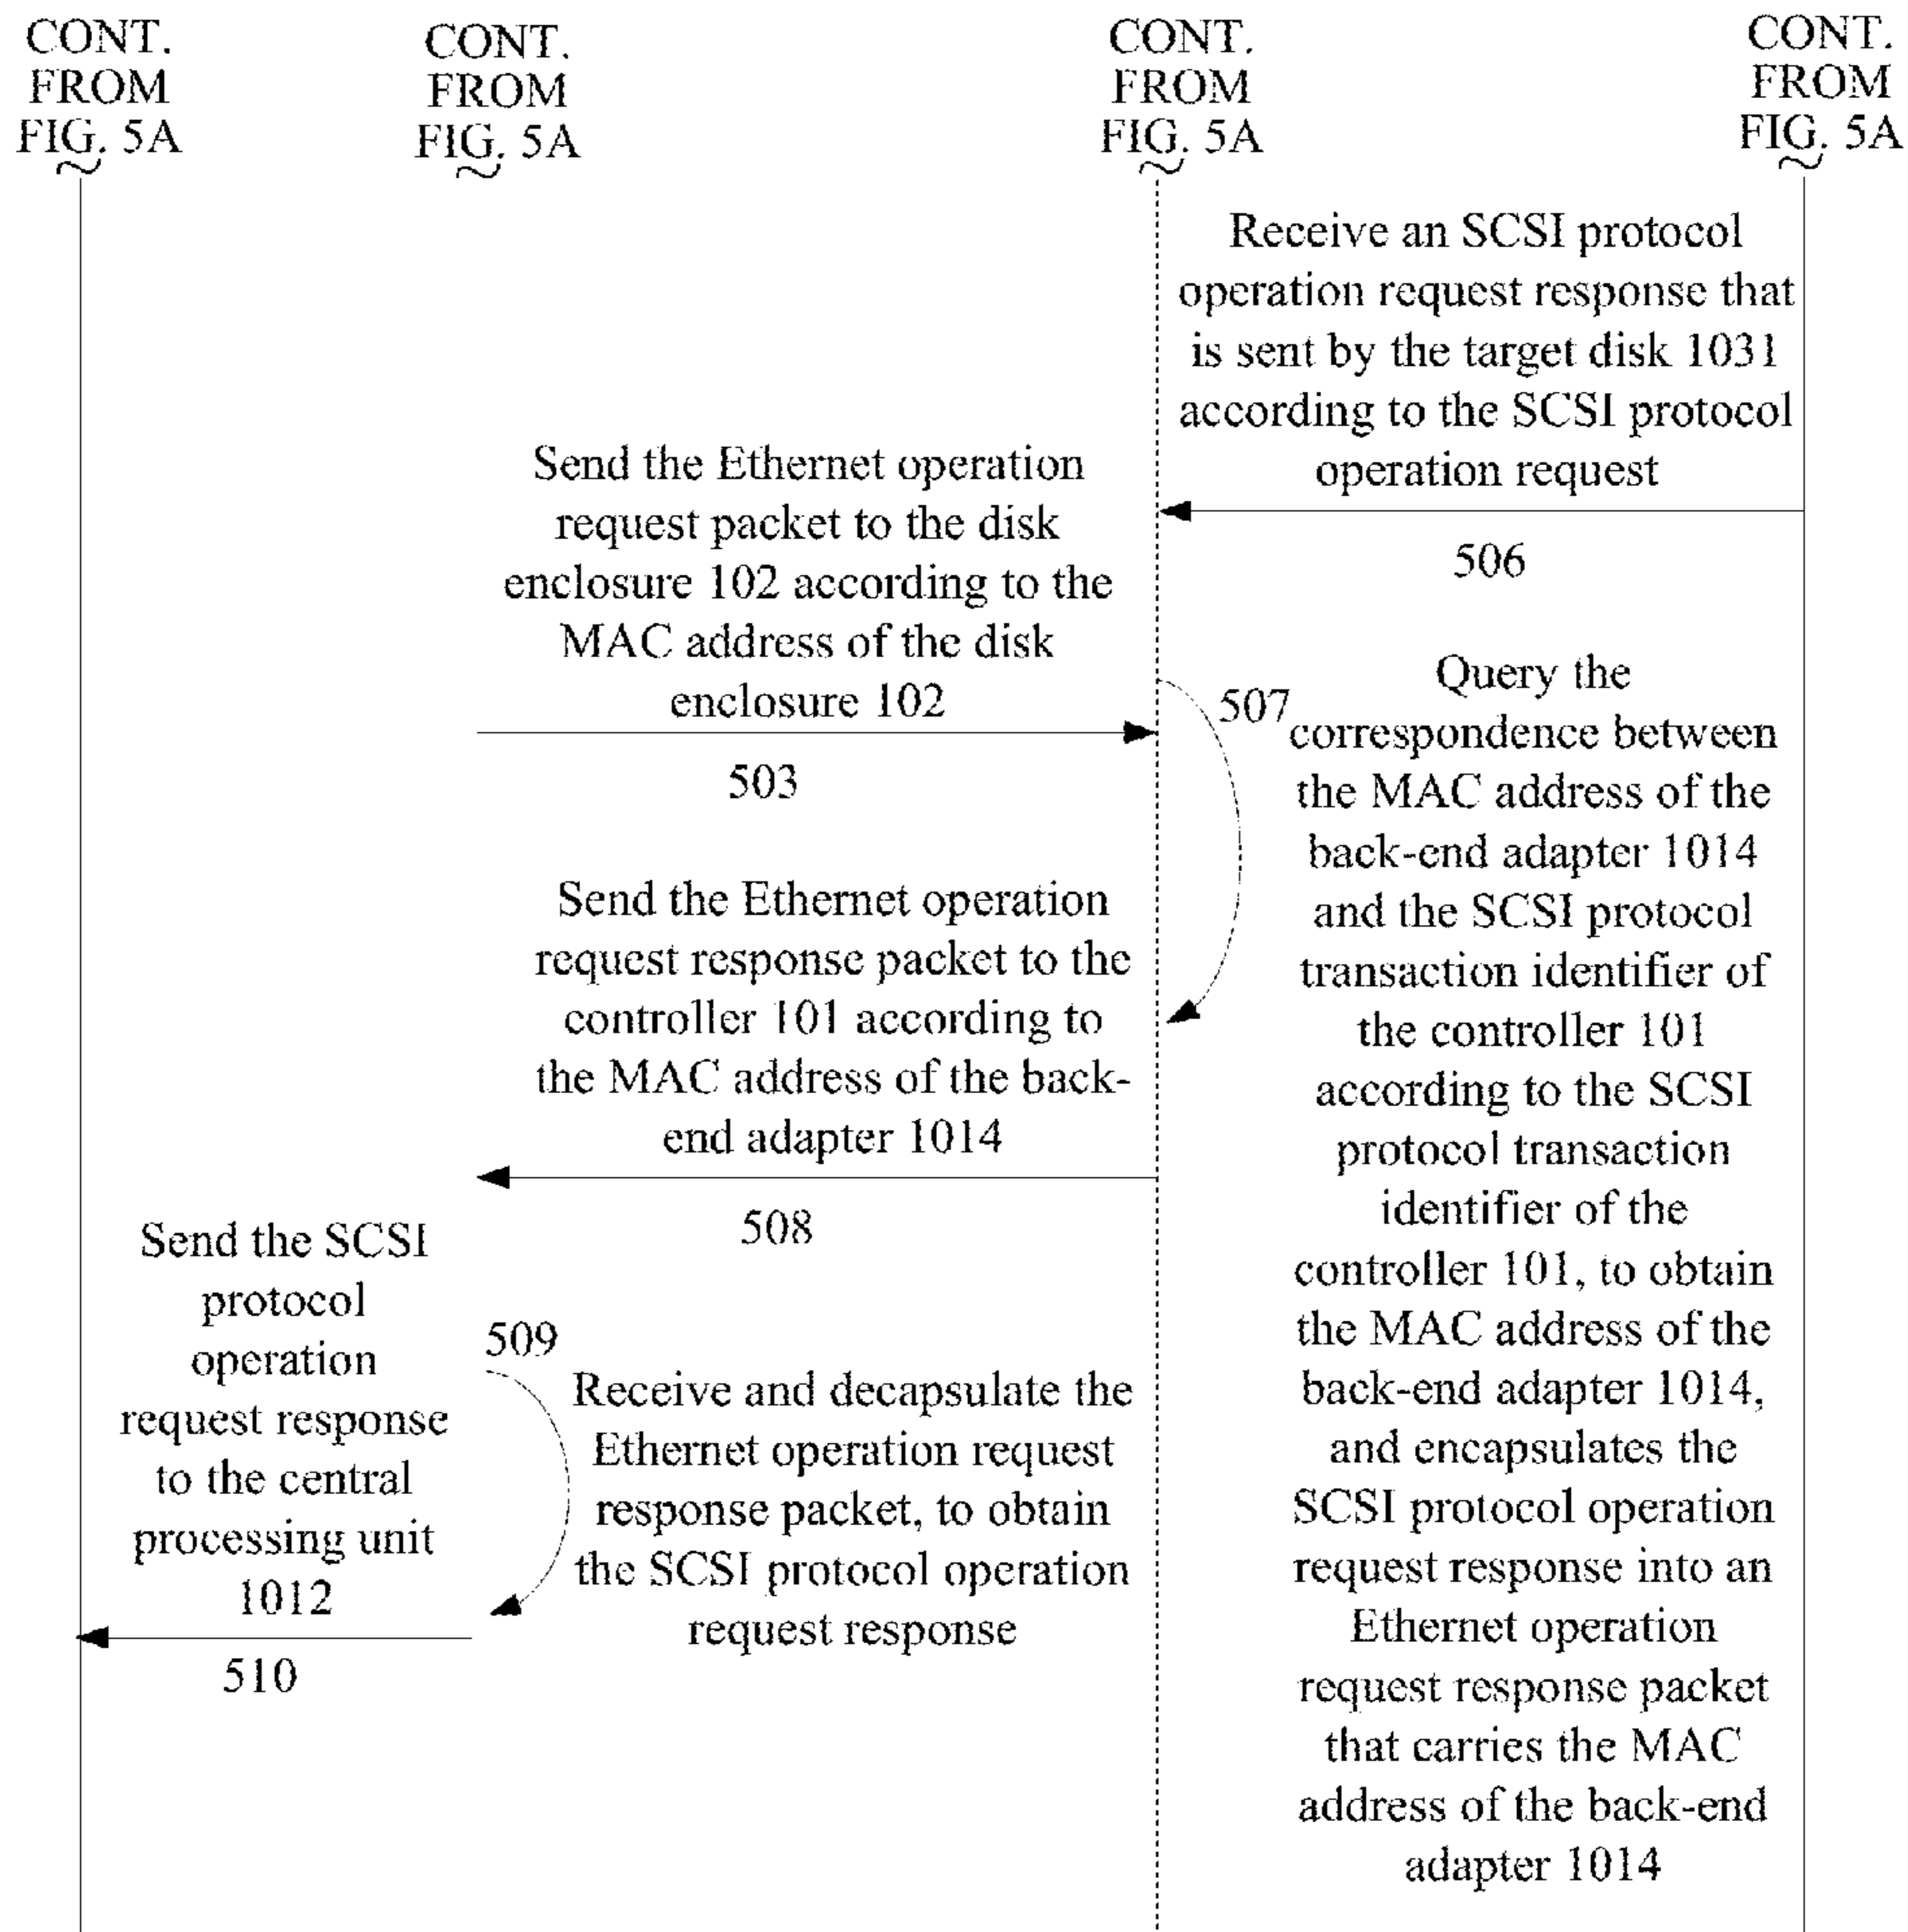 CONT.
FROM
FIG. 5A
CONT.
FROM
FIG. 5A
CONT.
FROM
FIG. 5A
CONT.
FROM
FIG. 5A
Receive an SCSI protocol
operation request response that
is sent by the target disk 1031
according to the SCSI protocol
operation request
506
Send the Ethernet operation
request packet to the disk
enclosure 102 according to the
MAC address of the disk
enclosure 102
503
507
Query the
correspondence between
the MAC address of the
back-end adapter 1014
and the SCSI protocol
transaction identifier of
the controller 101
according to the SCSI
protocol transaction
identifier of the
controller 101, to obtain
the MAC address of the
back-end adapter 1014,
and encapsulates the
SCSI protocol operation
request response into an
Ethernet operation
request response packet
that carries the MAC
address of the back-end
adapter 1014
Send the Ethernet operation
request response packet to the
controller 101 according to
the MAC address of the back-
end adapter 1014
508
509
Receive and decapsulate the
Ethernet operation request
response packet, to obtain
the SCSI protocol operation
request response
Send the SCSI
protocol
operation
request response
to the central
processing unit
1012
510